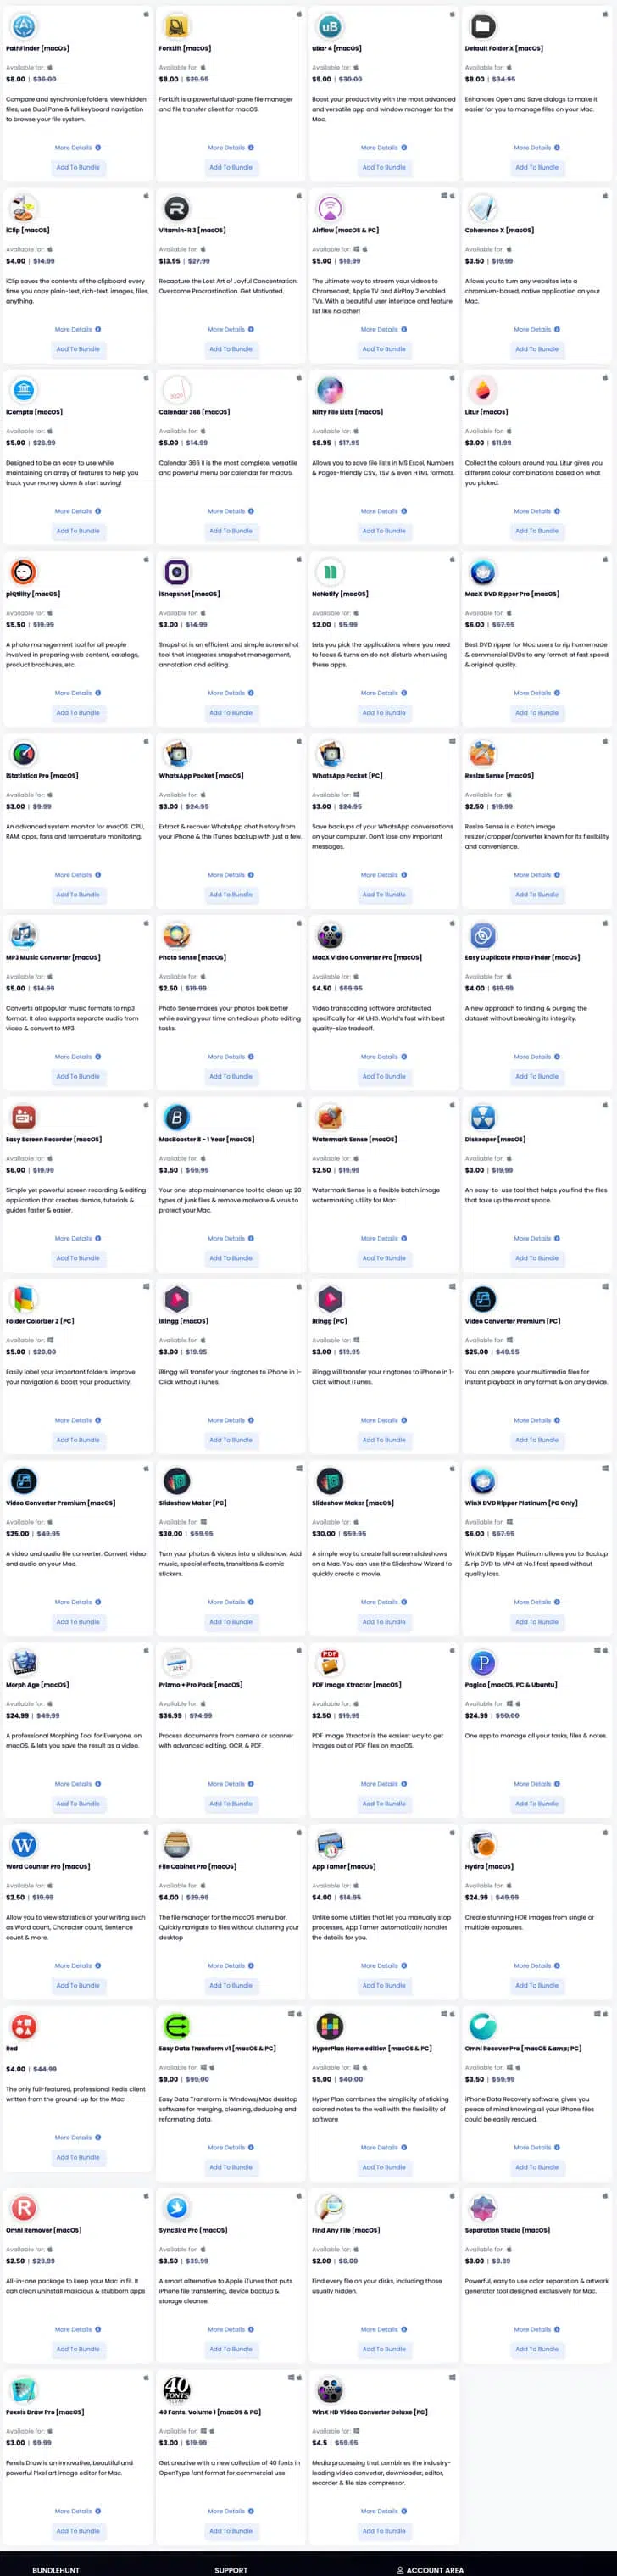 PathFinder [macOS]
Available for:
$8.00 | $36.00
Compare and synchronize folders, view hidden
files, use Dual Pane & full keyboard navigation
to browse your file system.
More Details
Add To Bundle
ForkLift [macOS]
Available for:
$8.00 | $29.95
ForkLift is a powerful dual-pane file manager
and file transfer client for macOS.
More Details
Add To Bundle
uB
uBar 4 [macOS]
Available for:
$9.00 | $30.00
Boost your productivity with the most advanced
and versatile app and window manager for the
Mac.
More Details
Add To Bundle
Default Folder X [macOS]
Available for:
$8.00 | $34.95
Enhances Open and Save dialogs to make it
easier for you to manage files on your Mac.
More Details
Add To Bundle
iClip [macOS]
Available for:
$4.00 | $14.99
iClip saves the contents of the clipboard every
time you copy plain-text, rich-text, images, files,
anything.
More Details
Add To Bundle
R
Vitamin-R 3 [macOS]
Available for:
$13.95 | $27.99
Recapture the Lost Art of Joyful Concentration.
Overcome Procrastination. Get Motivated.
More Details
Add To Bundle
Airflow [macOS & PC]
Available for:
$5.00 | $18.99
The ultimate way to stream your videos to
Chromecast, Apple TV and AirPlay 2 enabled
TVs. With a beautiful user interface and feature
list like no other!
More Details
Add To Bundle
Coherence X [macOS]
Available for:
$3.50 | $19.99
Allows you to turn any websites into a
chromium-based, native application on your
Mac.
More Details
Add To Bundle
iCompta [macOS]
Available for:
$5.00 | $26.99
Designed to be an easy to use while
maintaining an array of features to help you
track your money down & start saving!
More Details
Add To Bundle
Calendar 366 [macOS]
Available for:
$5.00 | $14.99
Calendar 366 II is the most complete, versatile
and powerful menu bar calendar for macOS.
More Details
Add To Bundle
Nifty File Lists [macOS]
Available for:
$8.95 | $17.95
Allows you to save file lists in MS Excel, Numbers
& Pages-friendly CSV, TSV & even HTML formats.
More Details
Add To Bundle
Litur [macOs]
Available for:
$3.00 | $11.99
Collect the colours around you. Litur gives you
different colour combinations based on what
you picked.
More Details
Add To Bundle
piQtility [macOS]
Available for:
$5.50 | $19.99
A photo management tool for all people
involved in preparing web content, catalogs,
product brochures, etc.
More Details
Add To Bundle
iSnapshot [macOS]
Available for:
$3.00 | $14.99
Snapshot is an efficient and simple screenshot
tool that integrates snapshot management,
annotation and editing.
More Details
Add To Bundle
NoNotify [macOS]
Available for:
$2.00 | $5.99
Lets you pick the applications where you need
to focus & turns on do not disturb when using
these apps.
More Details
Add To Bundle
MacX DVD Ripper Pro [macOS]
Available for:
$6.00 | $67.95
Best DVD ripper for Mac users to rip homemade
& commercial DVDs to any format at fast speed
& original quality.
More Details
Add To Bundle
iStatistica Pro [macOS]
Available for:
$3.00 | $9.99
An advanced system monitor for macOS. CPU,
RAM, apps, fans and temperature monitoring.
More Details
Add To Bundle
WhatsApp Pocket [macOS]
Available for:
$3.00 | $24.95
Extract & recover WhatsApp chat history from
your iPhone & the iTunes backup with just a few.
More Details
Add To Bundle
WhatsApp Pocket [PC]
Available for:
$3.00 | $24.95
Save backups of your WhatsApp conversations
on your computer. Don't lose any important
messages.
More Details
Add To Bundle
Resize Sense [macOS]
Available for:
$2.50 | $19.99
Resize Sense is a batch image
resizer/cropper/converter known for its flexibility
and convenience.
More Details
Add To Bundle
MP3 Music Converter [macOS]
Available for:
$5.00 | $14.95
Converts all popular music formats to mp3
format. It also supports separate audio from
video & convert to MP3.
More Details
Add To Bundle
Photo Sense [macOS]
Available for:
$2.50 | $19.99
Photo Sense makes your photos look better
while saving your time on tedious photo editing
tasks.
More Details
Add To Bundle
MacX Video Converter Pro [macOS]
Available for:
$4.50 | $59.95
Video transcoding software architected
specifically for 4K UHD. World's fast with best
quality-size tradeoff.
More Details
Add To Bundle
Easy Duplicate Photo Finder [macOS]
Available for:
$4.00 | $19.99
A new approach to finding & purging the
dataset without breaking its integrity.
More Details
Add To Bundle
Easy Screen Recorder [macOS]
Available for:
$6.00 | $19.99
Simple yet powerful screen recording & editing
application that creates demos, tutorials &
guides faster & easier.
More Details
Add To Bundle
B
MacBooster 8 - 1 Year [macOS]
Available for:
$3.50 | $59.95
Your one-stop maintenance tool to clean up 20
types of junk files & remove malware & virus to
protect your Mac.
More Details
Add To Bundle
Watermark Sense [macOS]
Available for:
$2.50 | $19.99
Watermark Sense is a flexible batch image
watermarking utility for Mac.
More Details
Add To Bundle
Diskeeper [macOS]
Available for:
$3.00 | $19.99
An easy-to-use tool that helps you find the files
that take up the most space.
More Details
Add To Bundle
Folder Colorizer 2 [PC]
Available for:
$5.00 | $20.00
Easily label your important folders, improve
your navigation & boost your productivity.
More Details
Add To Bundle
iRingg [macOS]
Available for:
$3.00 | $19.95
iRingg will transfer your ringtones to iPhone in 1-
Click without iTunes.
More Details
Add To Bundle
iRingg [PC]
Available for:
$3.00 | $19.95
iRingg will transfer your ringtones to iPhone in 1-
Click without iTunes.
More Details
Add To Bundle
Video Converter Premium [PC]
Available for:
$25.00 | $49.95
You can prepare your multimedia files for
instant playback in any format & on any device.
More Details
Add To Bundle
Video Converter Premium [macOS]
Available for:
$25.00 | $49.95
A video and audio file converter. Convert video
and audio on your Mac.
More Details
Add To Bundle
Slideshow Maker [PC]
Available for:
$30.00 | $59.95
Turn your photos & videos into a slideshow. Add
music, special effects, transitions & comic
stickers.
More Details
Add To Bundle
Slideshow Maker [macOS]
Available for:
$30.00 | $59.95
A simple way to create full screen slideshows
on a Mac. You can use the Slideshow Wizard to
quickly create a movie.
More Details
Add To Bundle
WinX DVD Ripper Platinum [PC Only]
Available for:
$6.00 | $67.95
WinX DVD Ripper Platinum allows you to Backup
& rip DVD to MP4 at No.1 fast speed without
quality loss.
More Details
Add To Bundle
Morph Age [macOS]
Available for:
$24.99 | $49.99
A professional Morphing Tool for Everyone. on
macOS, & lets you save the result as a video.
More Details
Add To Bundle
Prizmo + Pro Pack [macOS]
Available for:
$36.99 | $74.99
Process documents from camera or scanner
with advanced editing, OCR, & PDF.
More Details
Add To Bundle
PDF
PDF Image Xtractor [macOS]
Available for:
$2.50 | $19.99
PDF Image Xtractor is the easiest way to get
images out of PDF files on macOS.
More Details
Add To Bundle
P
Pagico [macOS, PC & Ubuntu]
Available for:
$24.99 | $50.00
One app to manage all your tasks, files & notes.
More Details
Add To Bundle
W
Word Counter Pro [macOS]
Available for:
$2.50 | $19.99
Allow you to view statistics of your writing such
as Word count, Character count, Sentence
count & more.
More Details
Add To Bundle
File Cabinet Pro [macOS]
Available for:
$4.00 | $29.99
The file manager for the macOS menu bar.
Quickly navigate to files without cluttering your
desktop
More Details
Add To Bundle
App Tamer [macOS]
Available for:
$4.00 | $14.95
Unlike some utilities that let you manually stop
processes, App Tamer automatically handles
the details for you.
More Details
Add To Bundle
Hydra [macOS]
Available for:
$24.99 | $49.99
Create stunning HDR images from single or
multiple exposures.
More Details
Add To Bundle
Red
$4.00 | $44.99
The only full-featured, professional Redis client
written from the ground-up for the Mac!
More Details
Add To Bundle
Easy Data Transform v1 [macOS & PC]
Available for:
$9.00 | $99.00
Easy Data Transform is Windows/Mac desktop
software for merging, cleaning, deduping and
reformating data.
More Details
Add To Bundle
HyperPlan Home edition [macOS & PC]
Available for:
$5.00 | $40.00
Hyper Plan combines the simplicity of sticking
colored notes to the wall with the flexibility of
software
More Details
Add To Bundle
Omni Recover Pro [macOS &amp; PC]
Available for:
$3.50 | $59.99
iPhone Data Recovery software, gives you
peace of mind knowing all your iPhone files
could be easily rescued.
More Details
Add To Bundle
R
Omni Remover [macOS]
Available for:
$2.50 | $29.99
All-in-one package to keep your Mac in fit. It
can clean uninstall malicious & stubborn apps
More Details
Add To Bundle
SyncBird Pro [macOS]
Available for:
$3.50 | $39.99
A smart alternative to Apple iTunes that puts
iPhone file transferring, device backup &
storage cleanse.
More Details
Add To Bundle
Find Any File [macOS]
Available for:
$2.00 | $6.00
Find every file on your disks, including those
usually hidden.
More Details
Add To Bundle
Separation Studio [macOS]
Available for:
$3.00 | $9.99
Powerful, easy to use color separation & artwork
generator tool designed exclusively for Mac.
More Details
Add To Bundle
Pexels Draw Pro [macOS]
Available for:
$3.00 | $9.99
Pexels Draw is an innovative, beautiful and
powerful Pixel art image editor for Mac.
More Details
Add To Bundle
40
FONTS
40 Fonts, Volume 1 [macOS & PC]
Available for:
$3.00 | $19.99
Get creative with a new collection of 40 fonts in
OpenType font format for commercial use
More Details
Add To Bundle
WinX HD Video Converter Deluxe [PC]
Available for:
$4.5 | $59.95
Media processing that combines the industry-
leading video converter, downloader, editor,
recorder & file size compressor.
More Details
Add To Bundle
BUNDLEHUNT
SUPPORT
ACCOUNT AREA